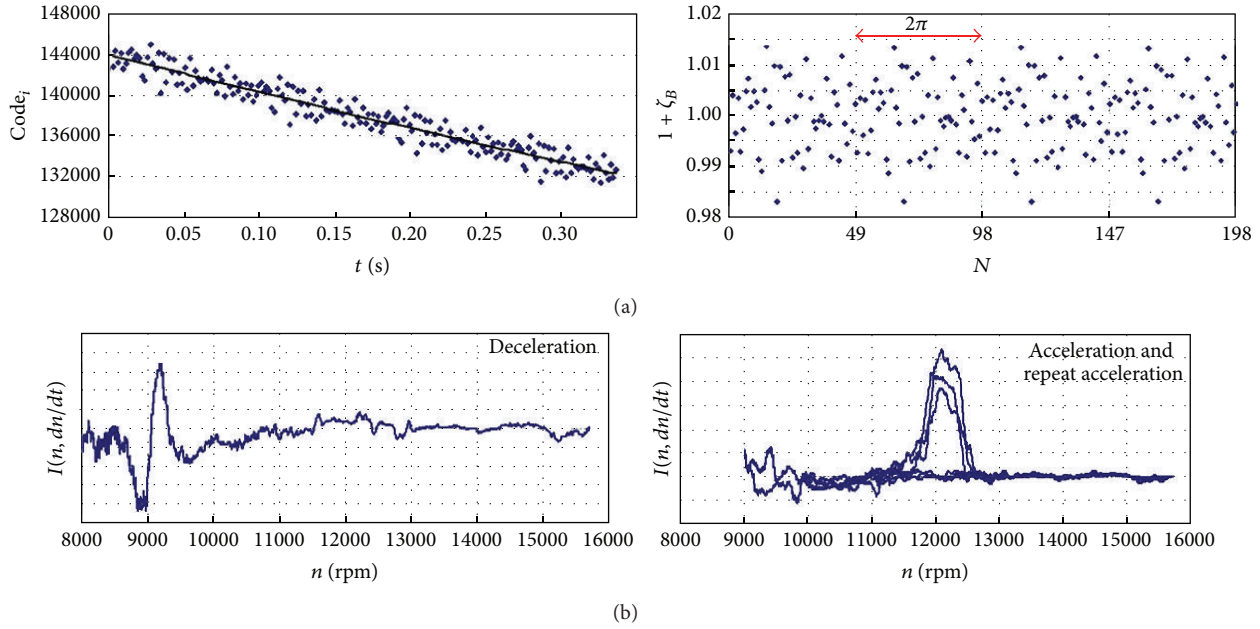 148000
144000
140000
136000
132000
128000
Code_i
0
0.05
0.10
0.15
0.20
0.25
0.30
t (s)
1.02
1.01
1.00
0.99
0.98
1 + ζ_B
2π
0
49
98
147
198
N
(a)
I(n, dn/dt)
Deceleration
8000
9000
10000
11000
12000
13000
14000
15000
16000
n (rpm)
I(n, dn/dt)
Acceleration and
repeat acceleration
8000
9000
10000
11000
12000
13000
14000
15000
16000
n (rpm)
(b)